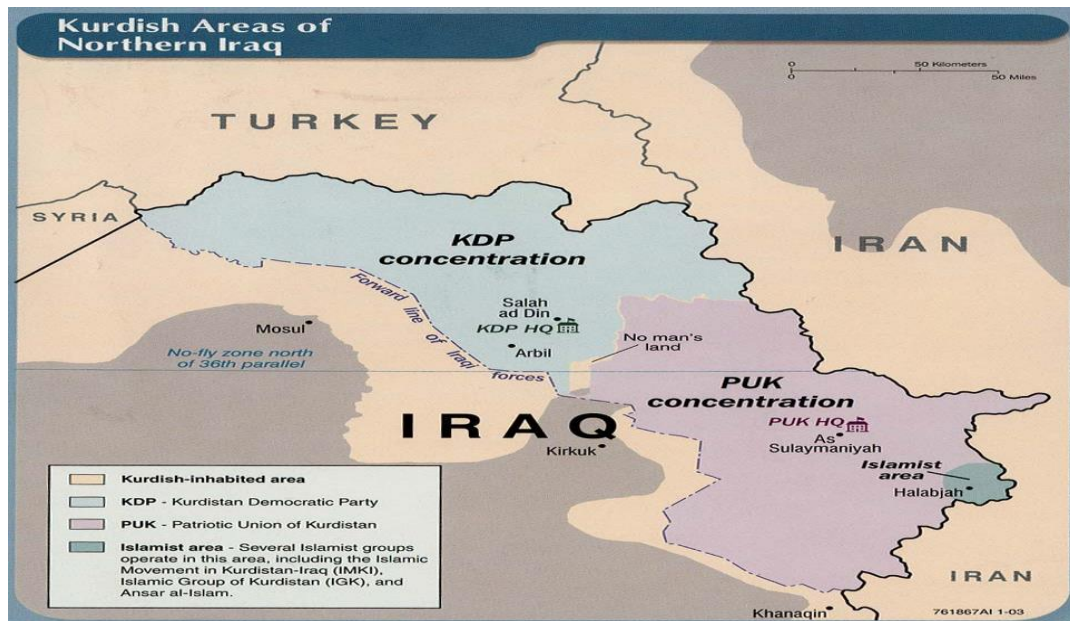 Kurdish Areas of
Northern Iraq
0 50 Kilometers
0 50 Miles
TURKEY
SYRIA
IRAN
KDP
concentration
Salah
ad Din
KDP HQ
Arbil
Mosul
Forward line of Iraqi forces
No-fly zone north
of 36th parallel
No man's
land
PUK
concentration
PUK HQ
As
Sulaymaniyah
IRAQ
Kirkuk
Islamist
area
Halabjah
Kurdish-inhabited area
KDP - Kurdistan Democratic Party
PUK - Patriotic Union of Kurdistan
Islamist area - Several Islamist groups
operate in this area, including the Islamic
Movement in Kurdistan-Iraq (IMKI),
Islamic Group of Kurdistan (IGK), and
Ansar al-Islam.
IRAN
Khanaqin
761867AI 1-03